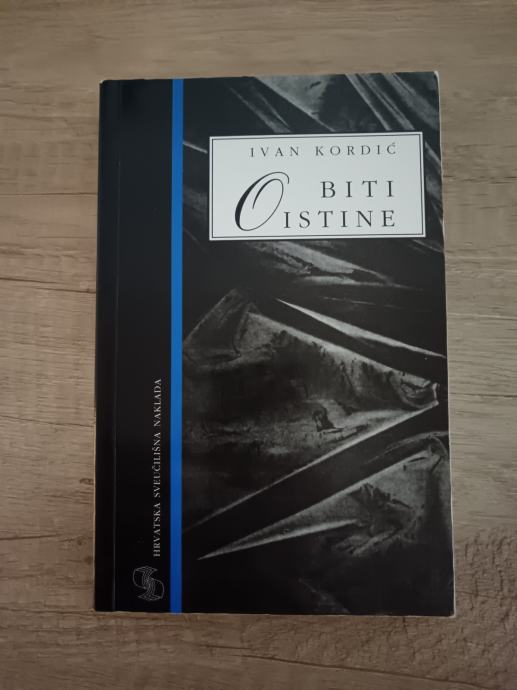 IVAN KORDIĆ
O BITI
ISTINE
HRVATSKA SVEUČILIŠNA NAKLADA